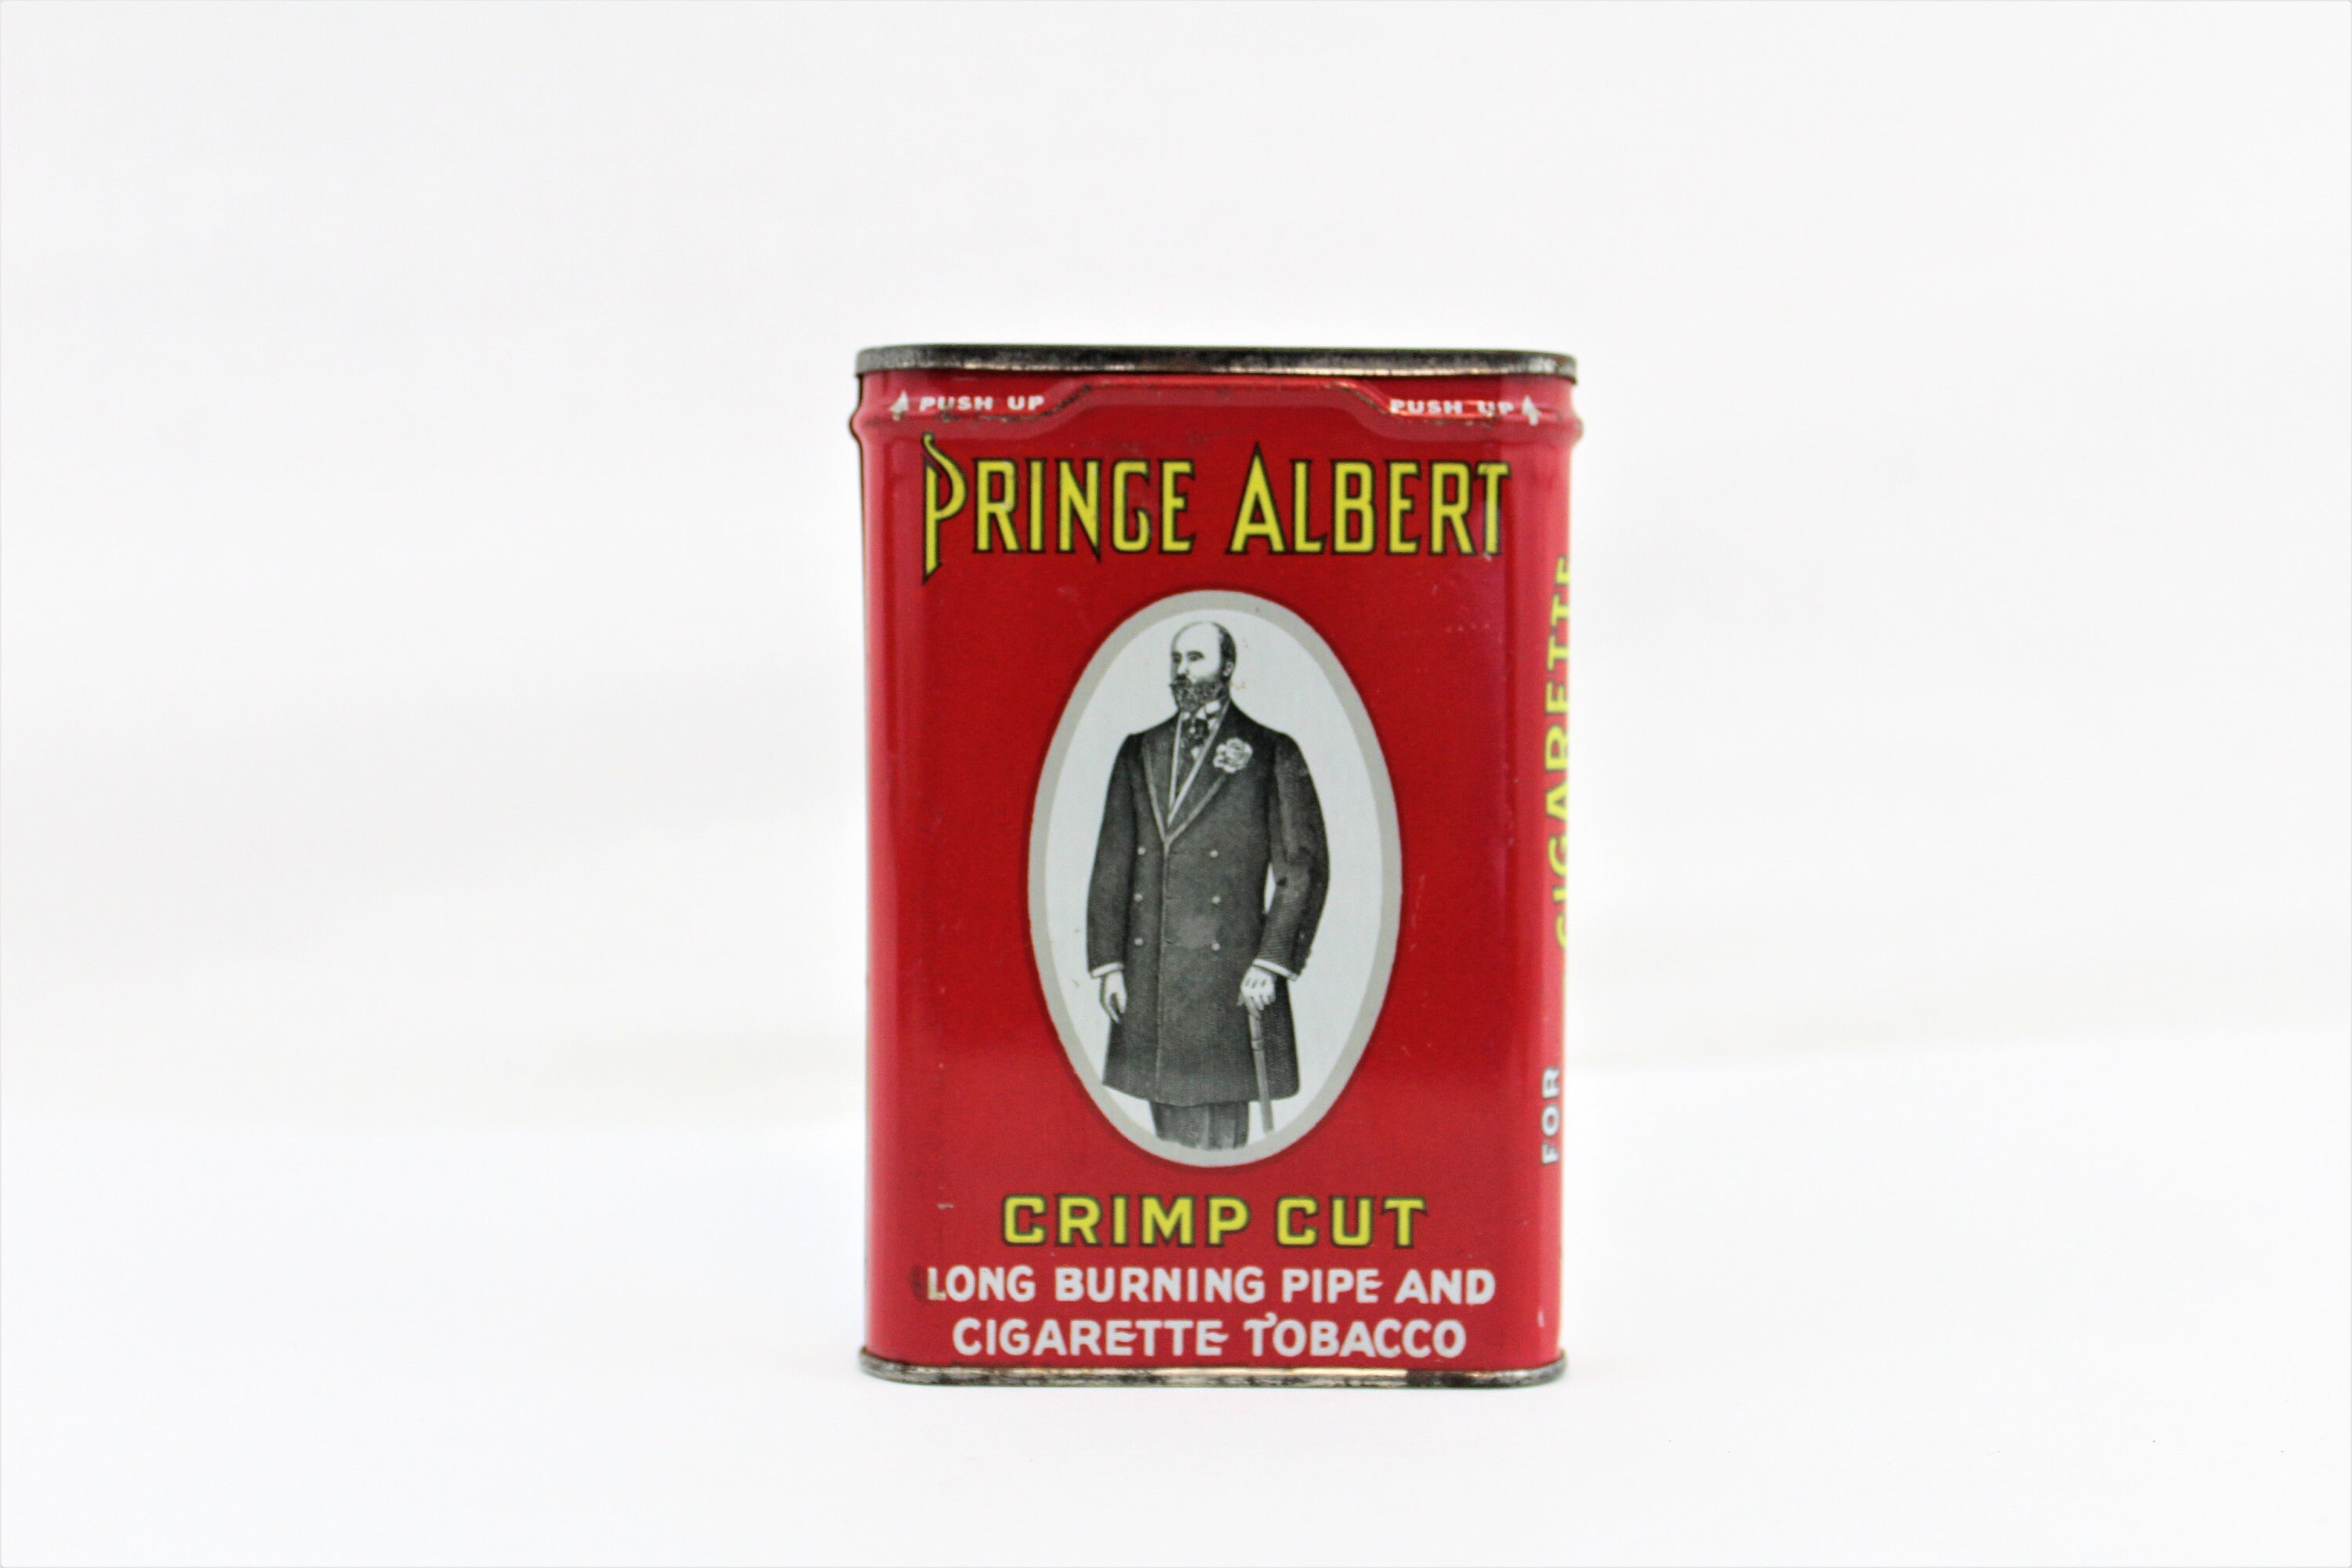 PUSH UP PUSH UP
PRINCE ALBERT
CRIMP CUT
LONG BURNING PIPE AND
CIGARETTE TOBACCO
FOR CIGARETTE